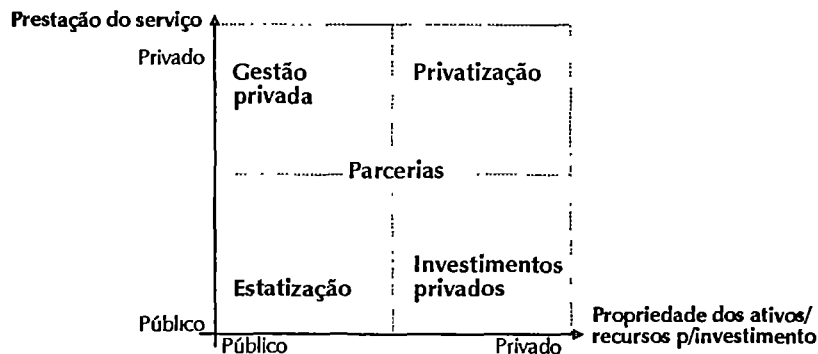 Prestação do serviço
Privado
Gestão
privada
Privatização
Parcerias
Estatização
Investimentos
privados
Público
Público
Privado
Propriedade dos ativos/
recursos p/investimento